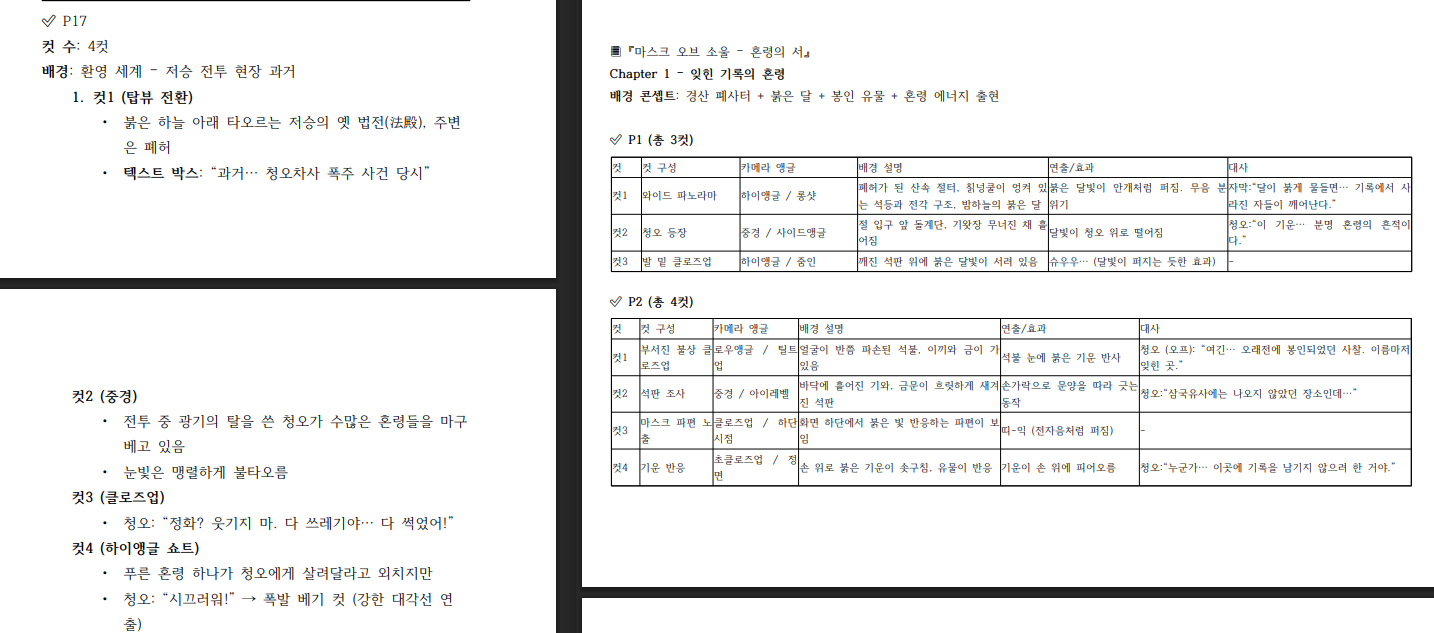 ✓ P17
컷 수: 4컷
배경: 환영 세계 - 저승 전투 현장 과거
1. 컷1 (탑뷰 전환)
• 붉은 하늘 아래 타오르는 저승의 옛 법전(法殿), 주변
은 폐허
• 텍스트 박스: “과거… 청오차사 폭주 사건 당시”
컷2 (중경)
• 전투 중 광기의 탈을 쓴 청오가 수많은 혼령들을 마구
베고 있음
• 눈빛은 맹렬하게 불타오름
컷3 (클로즈업)
• 청오: “정화? 웃기지 마. 다 쓰레기야… 다 썩었어!”
컷4 (하이앵글 쇼트)
• 푸른 혼령 하나가 청오에게 살려달라고 외치지만
• 청오: “시끄러워!” → 폭발 베기 컷 (강한 대각선 연
출)
『마스크 오브 소울 - 혼령의 서』
Chapter 1 - 잊힌 기록의 혼령
배경 콘셉트: 경산 폐사터 + 붉은 달 + 봉인 유물 + 혼령 에너지 출현
✓ P1 (총 3컷)
컷 컷 구성 카메라 앵글 배경 설명 연출/효과 대사
컷1 와이드 파노라마 하이앵글 / 롱샷 폐허가 된 산속 절터, 칡넝쿨이 엉켜 있는 석등과 전각 구조, 밤하늘의 붉은 달 붉은 달빛이 안개처럼 퍼짐. 무음 분위기 자막:“달이 붉게 물들면… 기록에서 사라진 자들이 깨어난다.”
컷2 청오 등장 중경 / 사이드앵글 절 입구 앞 돌계단, 기왓장 무너진 채 흩어짐 달빛이 청오 위로 떨어짐 청오:“이 기운… 분명 혼령의 흔적이다.”
컷3 발 밑 클로즈업 하이앵글 / 줌인 깨진 석판 위에 붉은 달빛이 서려 있음 슈우우… (달빛이 퍼지는 듯한 효과) -
✓ P2 (총 4컷)
컷 컷 구성 카메라 앵글 배경 설명 연출/효과 대사
컷1 부서진 불상 클로즈업 로우앵글 / 틸트업 얼굴이 반쯤 파손된 석불, 이끼와 금이 가 있음 석불 눈에 붉은 기운 반사 청오 (오프): “여긴… 오래전에 봉인되었던 사찰. 이름마저 잊힌 곳.”
컷2 석판 조사 중경 / 아이레벨 바닥에 흩어진 기와, 금문이 흐릿하게 새겨진 석판 손가락으로 문양을 따라 긋는 동작 청오:“삼국유사에는 나오지 않았던 장소인데…”
컷3 마스크 파편 노출 클로즈업 / 하단 시점 화면 하단에서 붉은 빛 반응하는 파편이 보임 띠-익 (전자음처럼 퍼짐) -
컷4 기운 반응 초클로즈업 / 정면 손 위로 붉은 기운이 솟구침, 유물이 반응 기운이 손 위에 피어오름 청오:“누군가… 이곳에 기록을 남기지 않으려 한 거야.”